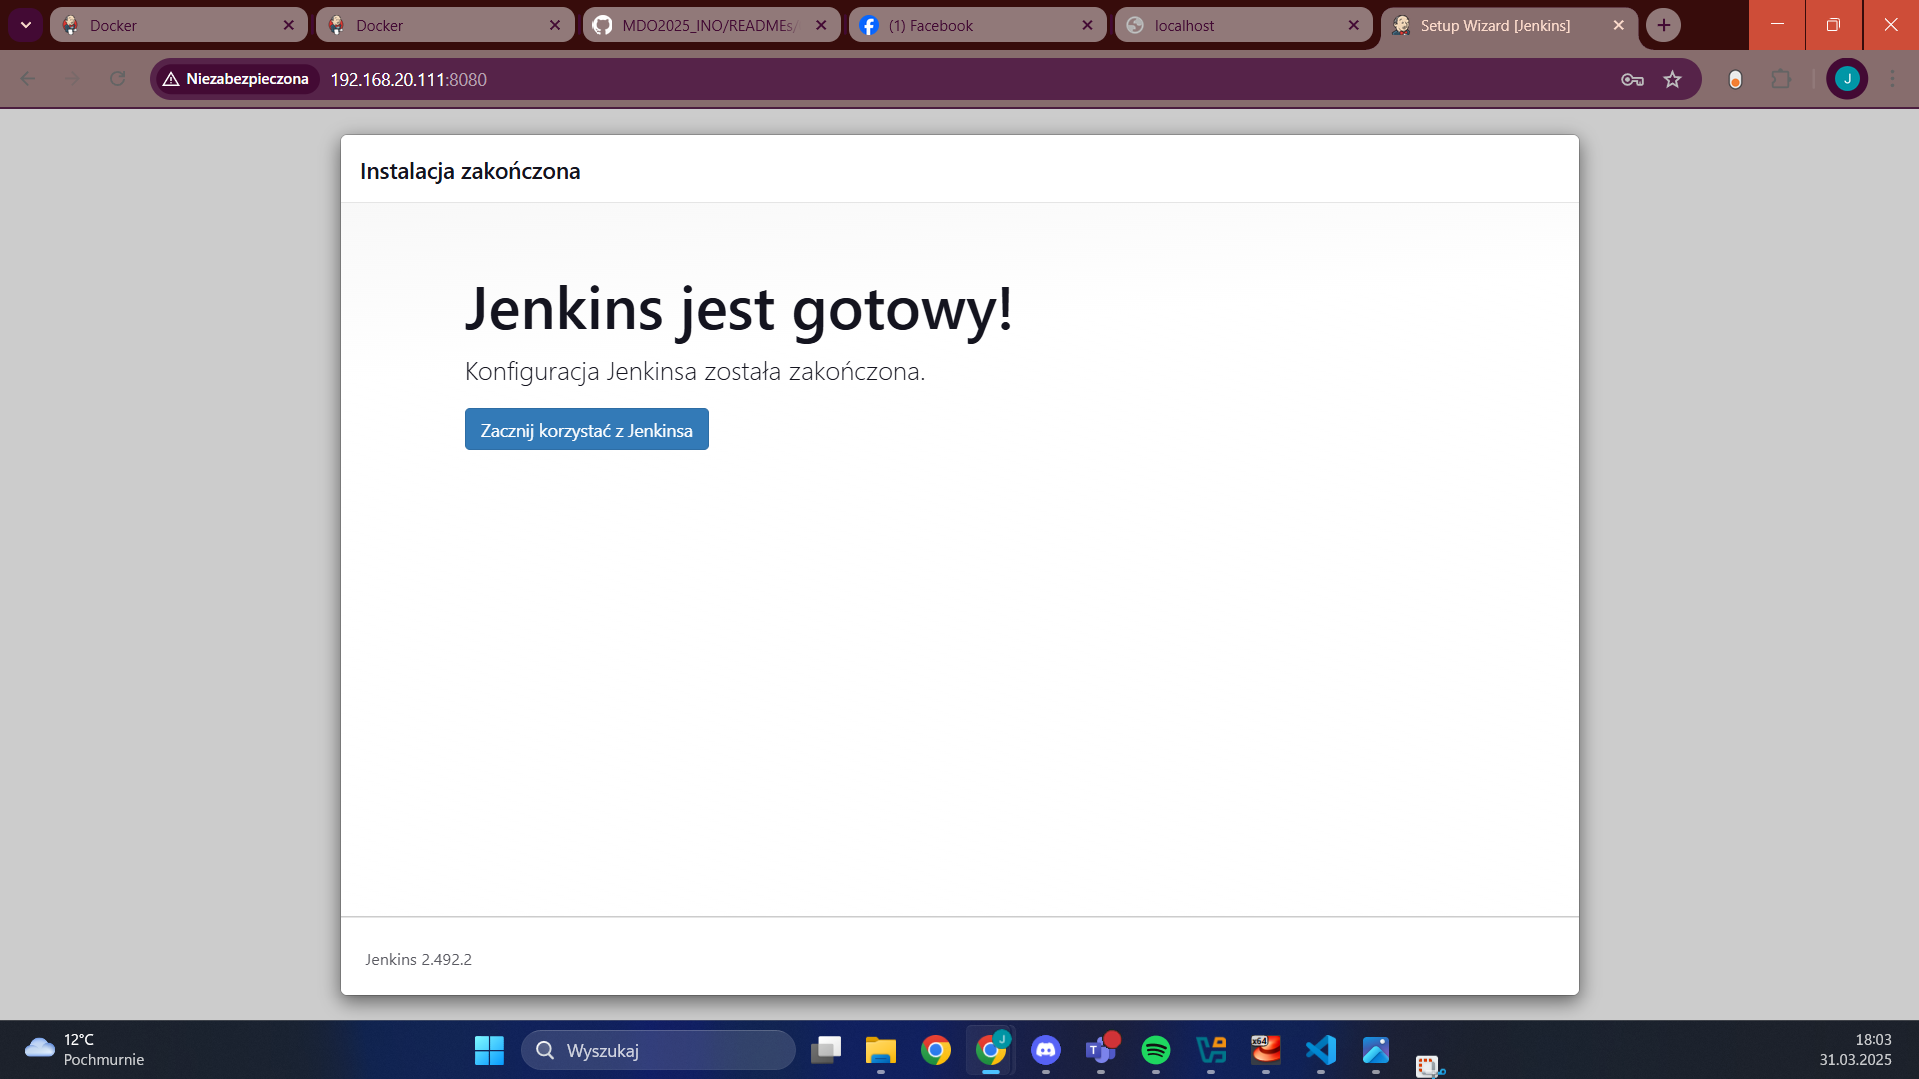 Docker
Docker
MDO2025_INO/READMEs/
(1) Facebook
localhost
Setup Wizard [Jenkins]
Niezabezpieczona
192.168.20.111:8080
J
Instalacja zakończona
Jenkins jest gotowy!
Konfiguracja Jenkinsa została zakończona.
Zacznij korzystać z Jenkinsa
Jenkins 2.492.2
12°C
Pochmurnie
Wyszukaj
J
T
x64
18:03
31.03.2025